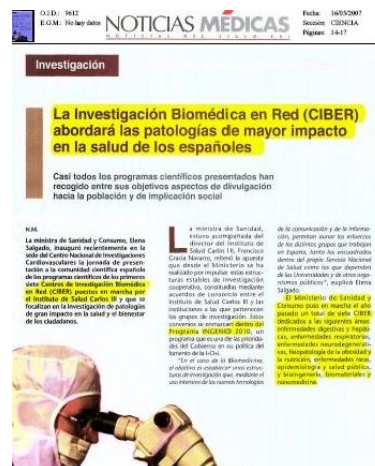 O.J.D.: 9612
E.G.M.: No hay datos
NOTICIAS MÉDICAS
NOTICIAS DEL SIGLO XXI
Fecha: 16/05/2007
Sección: CIENCIA
Páginas: 14-17
Investigación
La Investigación Biomédica en Red (CIBER)
abordará las patologías de mayor impacto
en la salud de los españoles
Casi todos los programas científicos presentados han
recogido entre sus objetivos aspectos de divulgación
hacia la población y de implicación social
N.M.
La ministra de Sanidad y Consumo, Elena
Salgado, inauguró recientemente en la
sede del Centro Nacional de Investigaciones
Cardiovasculares la jornada de presen-
tación a la comunidad científica española
de los programas científicos de los primeros
siete Centros de Investigación Biomédica
en Red (CIBER) puestos en marcha por
el Instituto de Salud Carlos III y que se
focalizan en la investigación de patologías
de gran impacto en la salud y el bienestar
de los ciudadanos.
La ministra de Sanidad,
estuvo acompañada del
director del Instituto de
Salud Carlos III, Francisco
Gracia Navarro, reiteró la apuesta
que desde el Ministerio se ha
realizado por impulsar estas estruc-
turas estables de investigación
cooperativa, constituidas mediante
acuerdos de consorcio entre el
Instituto de Salud Carlos III y las
instituciones a las que pertenecen
los grupos de investigación. Estos
convenios se enmarcan dentro del
Programa INGENIO 2010, un
programa que es una de las priorida-
des del Gobierno en su política del
fomento de la I+D+i.
"En el caso de la Biomedicina,
el objetivo es establecer unas estruc-
turas de investigación que, mediante el
uso intensivo de las nuevas tecnologías
de la comunicación y de la informa-
ción, permitan aunar los esfuerzos
de los distintos grupos que trabajan
en España, tanto los encuadrados
dentro del propio Sistema Nacional
de Salud como los que dependen
de las Universidades y de otros orga-
nismos públicos", explicó Elena
Salgado.
El Ministerio de Sanidad y
Consumo puso en marcha el año
pasado un total de siete CIBER
dedicados a las siguientes áreas:
enfermedades digestivas y hepáti-
cas, enfermedades respiratorias,
enfermedades neurodegenerati-
vas, fisiopatología de la obesidad y
la nutrición, enfermedades raras,
epidemiología y salud pública,
y bioingeniería, biomateriales y
nanomedicina.